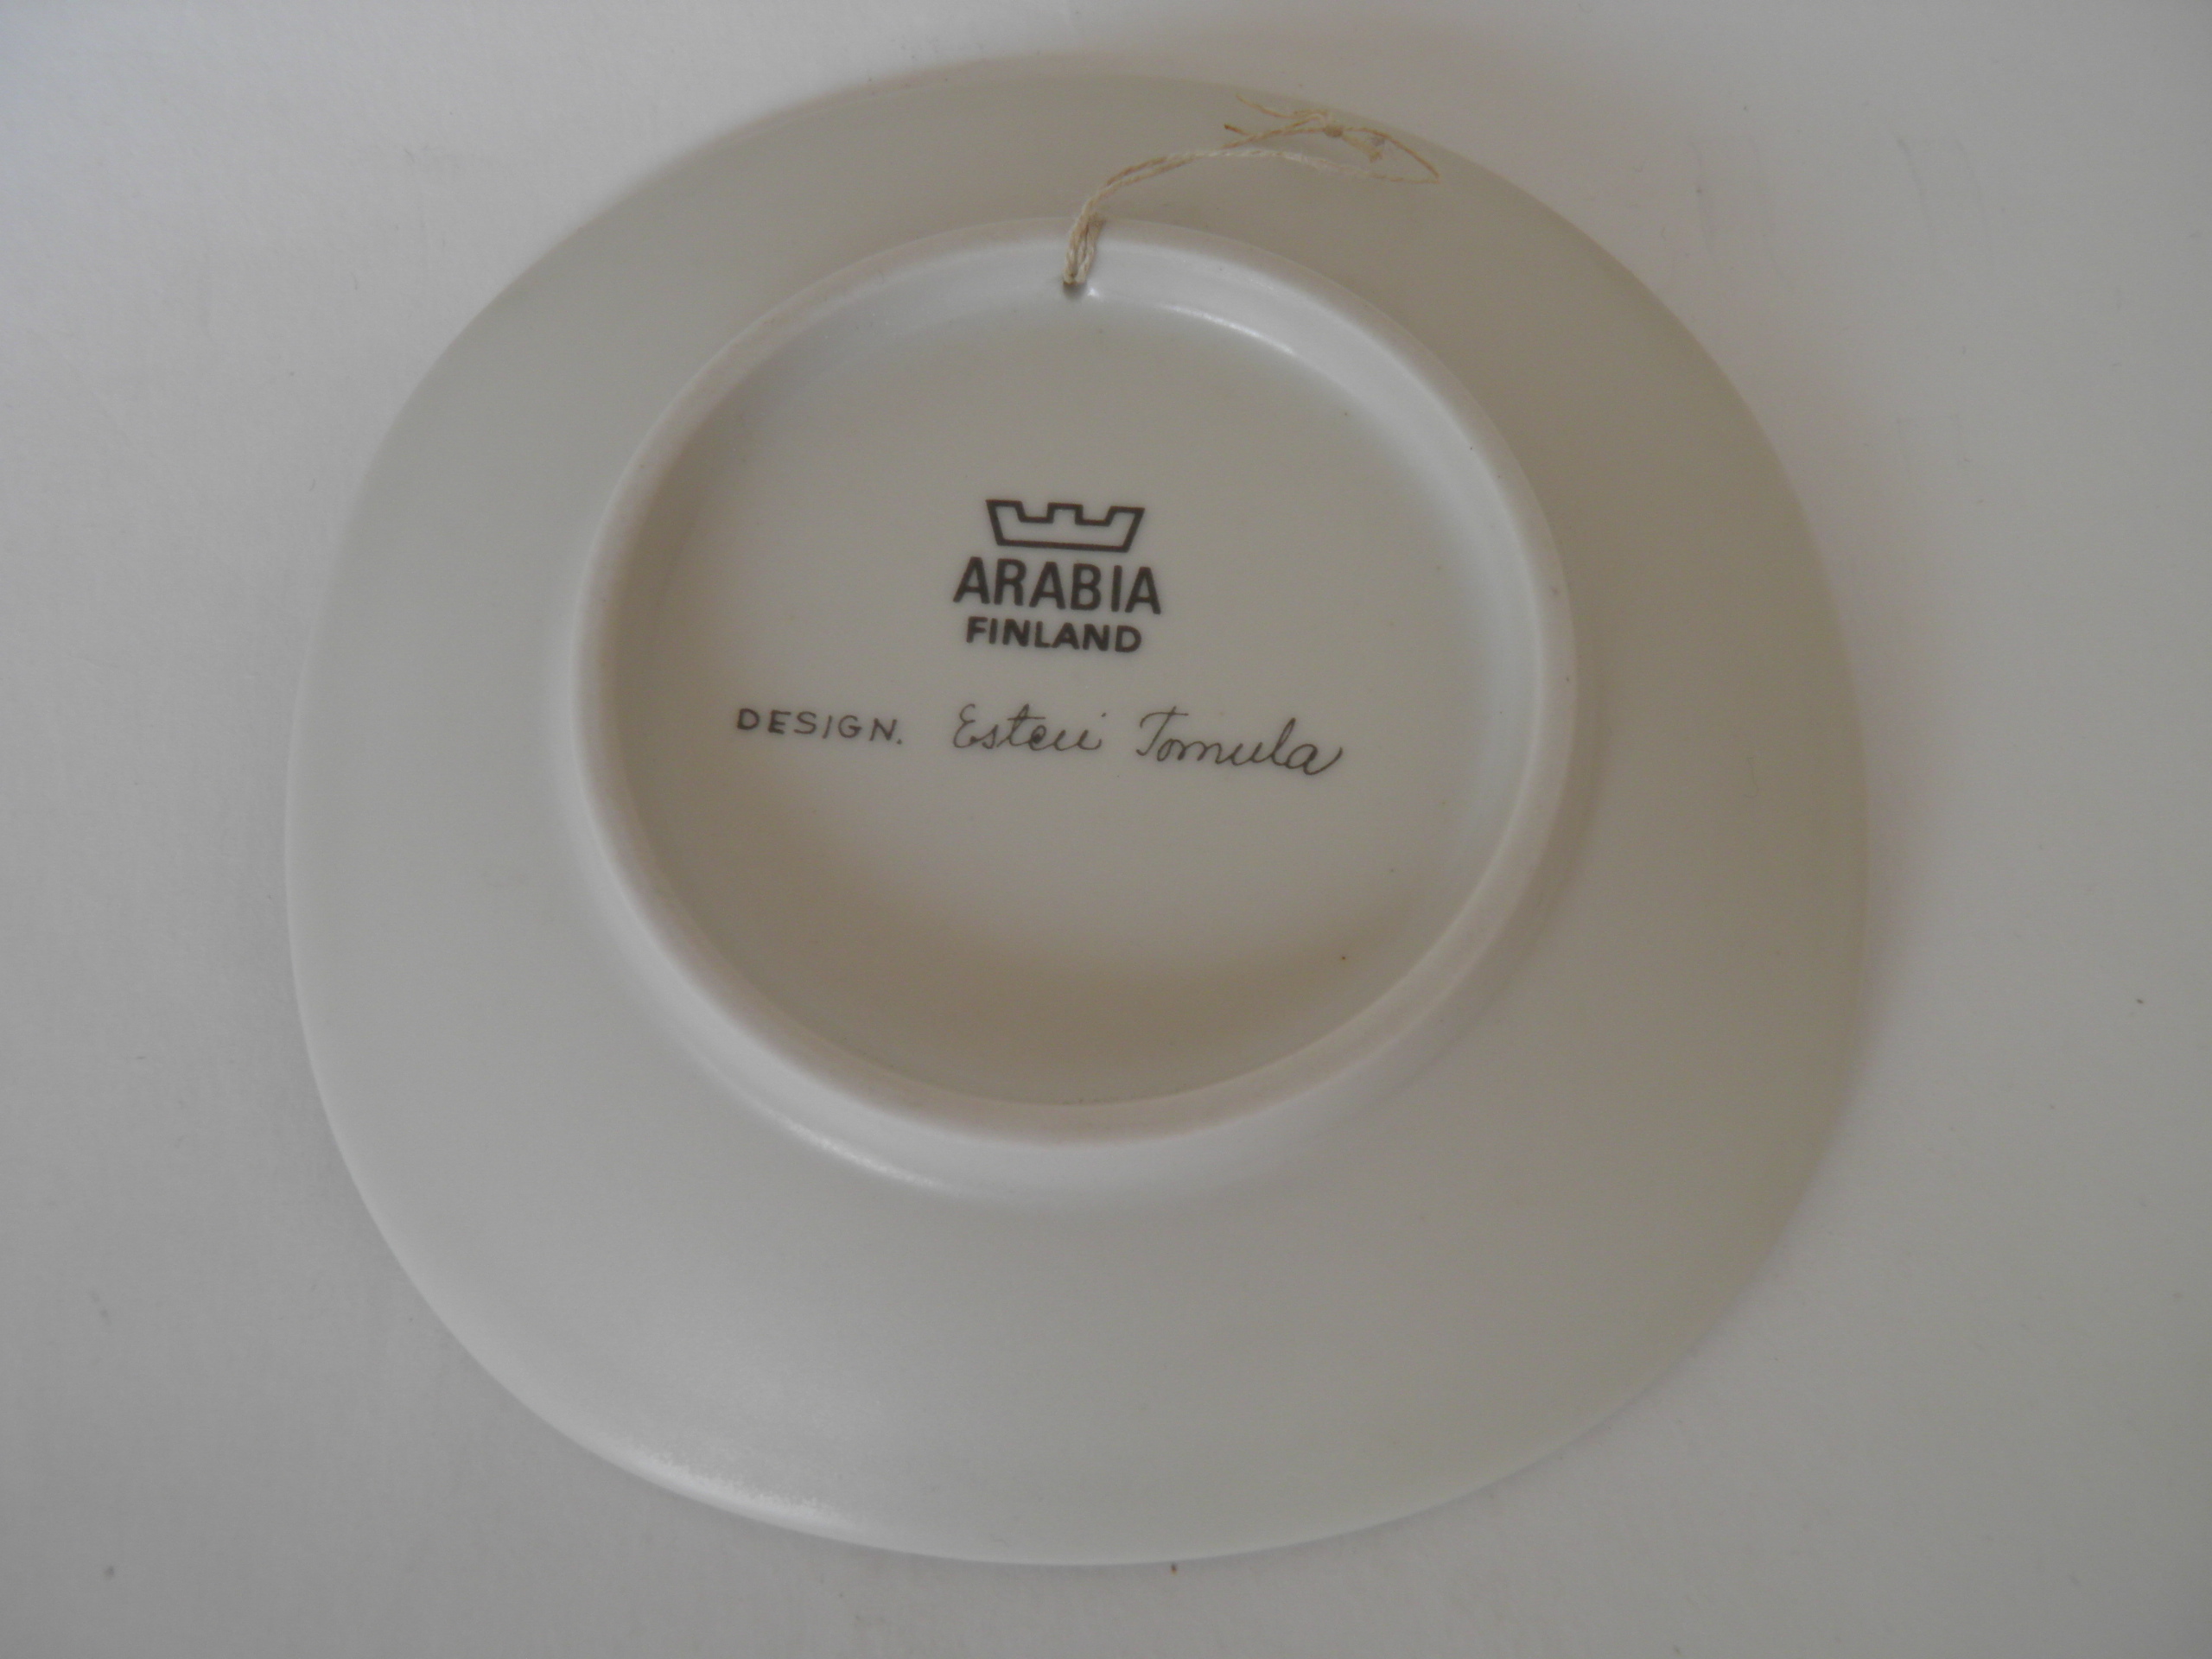 ARABIA
FINLAND
DESIGN. Esteri Tomula